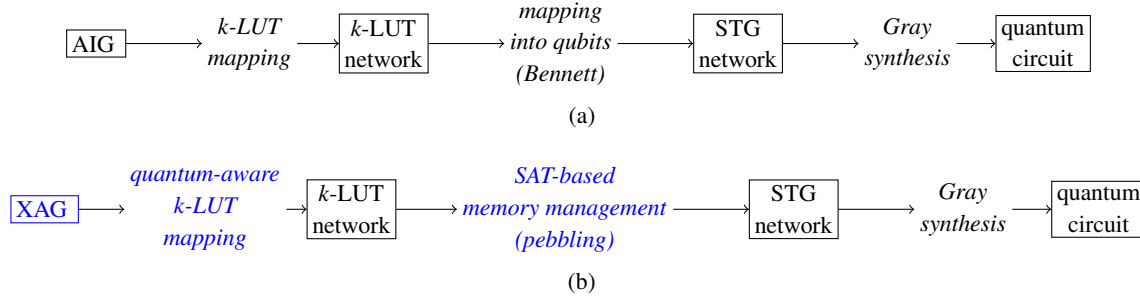 AIG
k-LUT
mapping
k-LUT
network
mapping
into qubits
(Bennett)
STG
network
Gray
synthesis
quantum
circuit
(a)
XAG
quantum-aware
k-LUT
mapping
k-LUT
network
SAT-based
memory management
(pebbling)
STG
network
Gray
synthesis
quantum
circuit
(b)